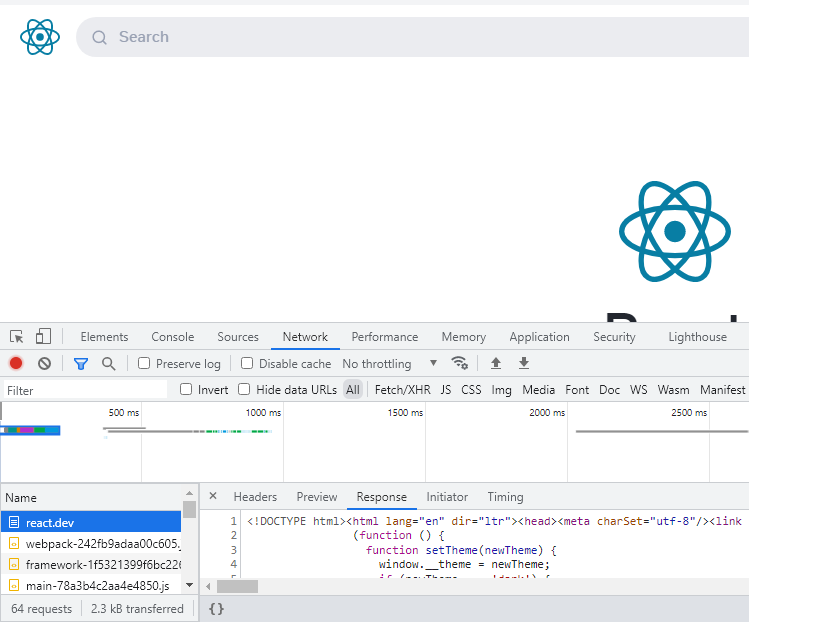 Search
Elements Console Sources Network Performance Memory Application Security Lighthouse
Preserve log Disable cache No throttling
Filter Invert Hide data URLs All Fetch/XHR JS CSS Img Media Font Doc WS Wasm Manifest
500 ms 1000 ms 1500 ms 2000 ms 2500 ms
Name × Headers Preview Response Initiator Timing
react.dev
webpack-242fb9adaa00c605.
framework-1f5321399f6bc226
main-78a3b4c2aa4e4850.js
1 <!DOCTYPE html><html lang="en" dir="ltr"><head><meta charSet="utf-8"/><link
2 (function () {
3 function setTheme(newTheme) {
4 window.__theme = newTheme;
64 requests 2.3 kB transferred {}